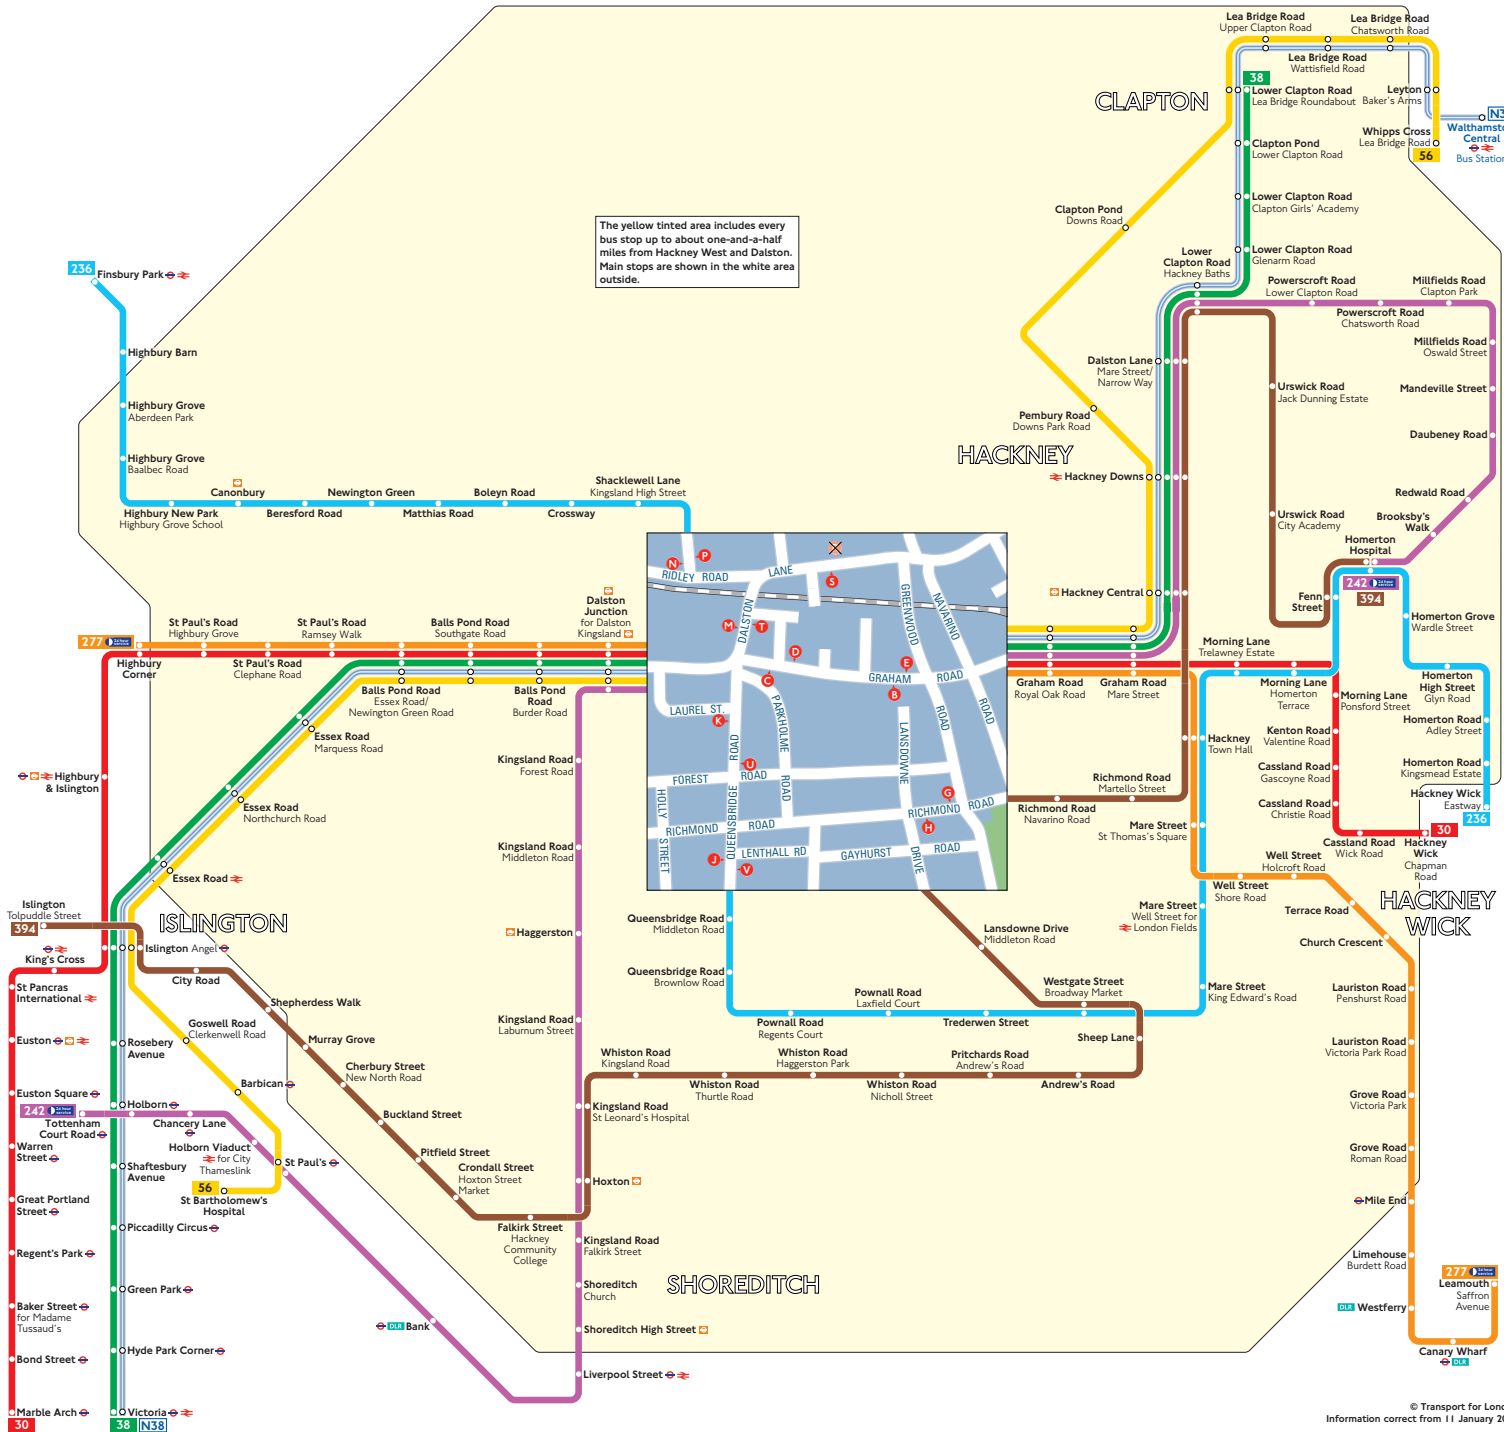 Lea Bridge Road
Upper Clapton Road
Lea Bridge Road
Chatsworth Road
Lea Bridge Road
Wattisfield Road
38
CLAPTON
Lower Clapton Road
Lea Bridge Roundabout
Leyton
Baker's Arms
N3
Walthamsto
Central
Bus Station
Whipps Cross
Lea Bridge Road
56
Clapton Pond
Lower Clapton Road
Lower Clapton Road
Clapton Girls' Academy
Clapton Pond
Downs Road
The yellow tinted area includes every
bus stop up to about one-and-a-half
miles from Hackney West and Dalston.
Main stops are shown in the white area
outside.
Lower Clapton Road
Glenarm Road
Lower
Clapton Road
Hackney Baths
236
Finsbury Park
Powerscroft Road
Lower Clapton Road
Millfields Road
Clapton Park
Powerscroft Road
Chatsworth Road
Highbury Barn
Millfields Road
Oswald Street
Dalston Lane
Mare Street/
Narrow Way
Urswick Road
Jack Dunning Estate
Mandeville Street
Highbury Grove
Aberdeen Park
Pembury Road
Downs Park Road
Daubeney Road
HACKNEY
Highbury Grove
Baalbec Road
Hackney Downs
Canonbury
Newington Green
Boleyn Road
Shacklewell Lane
Kingsland High Street
Redwald Road
Highbury New Park
Highbury Grove School
Beresford Road
Matthias Road
Crossway
Urswick Road
City Academy
Brooksby's
Walk
Homerton
Hospital
242 24 hour service
394
Fenn
Street
Hackney Central
Homerton Grove
Wardle Street
N
P
RIDLEY ROAD
LANE
S
DALSTON
GREENWOOD
NAVARINO
M
T
D
E
C
B
GRAHAM
ROAD
ROAD
ROAD
PARKHOLME
ROAD
LAUREL ST.
K
LANSDOWNE
DRIVE
U
FOREST
ROAD
QUEENSBRIDGE
ROAD
HOLLY
STREET
G
RICHMOND
ROAD
RICHMOND
ROAD
H
J
V
LENTHALL RD
GAYHURST
ROAD
Dalston
Junction
for Dalston
Kingsland
277 24 hour service
St Paul's Road
Highbury Grove
St Paul's Road
Ramsey Walk
Balls Pond Road
Southgate Road
Highbury
Corner
St Paul's Road
Clephane Road
Balls Pond Road
Essex Road/
Newington Green Road
Balls Pond
Road
Burder Road
Graham Road
Royal Oak Road
Graham Road
Mare Street
Morning Lane
Trelawney Estate
Morning Lane
Homerton
Terrace
Morning Lane
Ponsford Street
Homerton
High Street
Glyn Road
Homerton Road
Adley Street
Homerton Road
Kingsmead Estate
Hackney Wick
Eastway
236
Essex Road
Marquess Road
Hackney
Town Hall
Kenton Road
Valentine Road
Cassland Road
Gascoyne Road
Cassland Road
Christie Road
Cassland Road
Wick Road
30
Hackney
Wick
Chapman
Road
Highbury
& Islington
Kingsland Road
Forest Road
Richmond Road
Martello Street
Richmond Road
Navarino Road
Essex Road
Northchurch Road
Mare Street
St Thomas's Square
Kingsland Road
Middleton Road
Essex Road
Well Street
Holcroft Road
Well Street
Shore Road
HACKNEY
WICK
Islington
Tolpuddle Street
394
ISLINGTON
Queensbridge Road
Middleton Road
Mare Street
Well Street for
London Fields
Terrace Road
Islington Angel
Haggerston
Lansdowne Drive
Middleton Road
Church Crescent
King's Cross
City Road
Queensbridge Road
Brownlow Road
Westgate Street
Broadway Market
Mare Street
King Edward's Road
Lauriston Road
Penshurst Road
St Pancras
International
Shepherdess Walk
Pownall Road
Laxfield Court
Goswell Road
Clerkenwell Road
Kingsland Road
Laburnum Street
Pownall Road
Regents Court
Trederwen Street
Euston
Rosebery
Avenue
Murray Grove
Sheep Lane
Lauriston Road
Victoria Park Road
Whiston Road
Kingsland Road
Whiston Road
Haggerston Park
Pritchards Road
Andrew's Road
Cherbury Street
New North Road
Whiston Road
Thurtle Road
Whiston Road
Nicholl Street
Andrew's Road
Euston Square
Barbican
Grove Road
Victoria Park
242 24 hour service
Holborn
Tottenham
Court Road
Chancery Lane
Buckland Street
Kingsland Road
St Leonard's Hospital
Warren
Street
Holborn Viaduct
for City
Thameslink
Pitfield Street
Grove Road
Roman Road
St Paul's
Crondall Street
Hoxton Street
Market
Shaftesbury
Avenue
56
St Bartholomew's
Hospital
Hoxton
Mile End
Great Portland
Street
Falkirk Street
Hackney
Community
College
Piccadilly Circus
Kingsland Road
Falkirk Street
Regent's Park
Limehouse
Burdett Road
277 24 hour service
Leamouth
Saffron
Avenue
Green Park
Shoreditch
Church
SHOREDITCH
Baker Street
for Madame
Tussaud's
DLR Westferry
DLR Bank
Shoreditch High Street
Hyde Park Corner
Canary Wharf
DLR
Bond Street
Liverpool Street
Marble Arch
30
Victoria
38
N38
© Transport for Lond
Information correct from 11 January 20